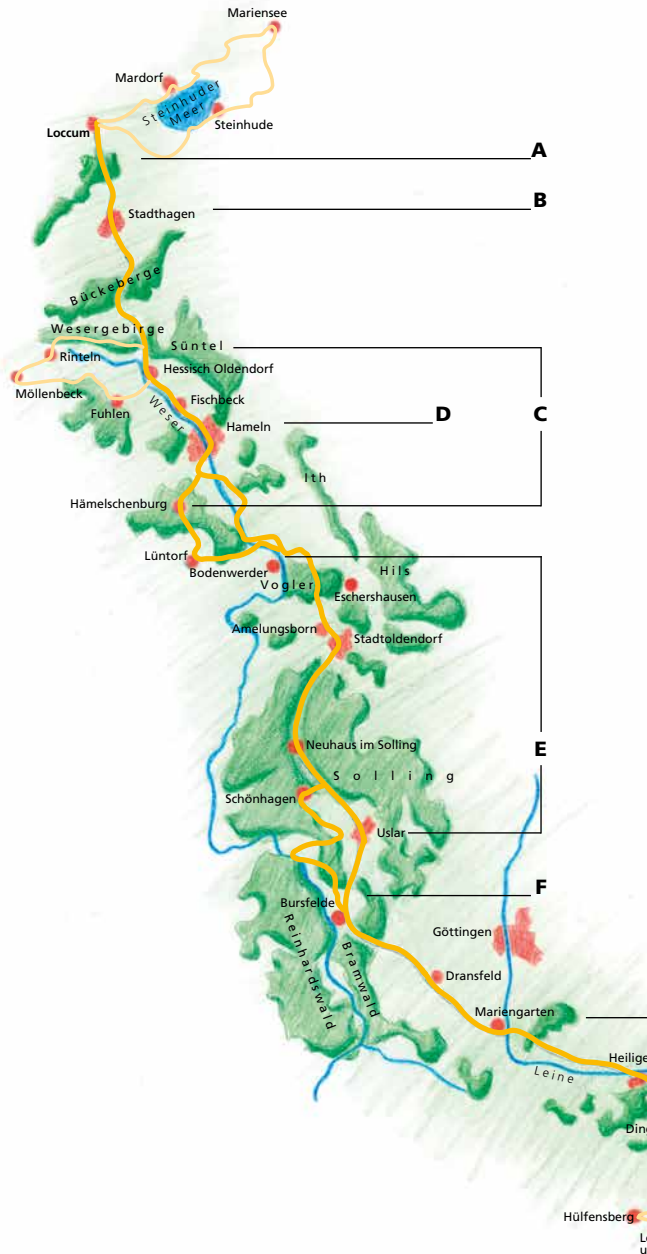 Mariensee
Mardorf
Steinhuder
Meer
Steinhude
Loccum
A
B
Stadthagen
Bückeberge
Wesergebirge
Süntel
Rinteln
Hessisch Oldendorf
Möllenbeck
Fischbeck
Fuhlen
Weser
C
D
Hameln
Ith
Hämelschenburg
Lüntorf
Bodenwerder
Hils
Vogler
Eschershausen
Amelungsborn
Stadtoldendorf
Neuhaus im Solling
E
Solling
Schönhagen
Uslar
F
Bursfelde
Göttingen
Reinhardswald
Bramwald
Dransfeld
Mariengarten
Heilige
Leine
Ding
Hülfensberg
L
u